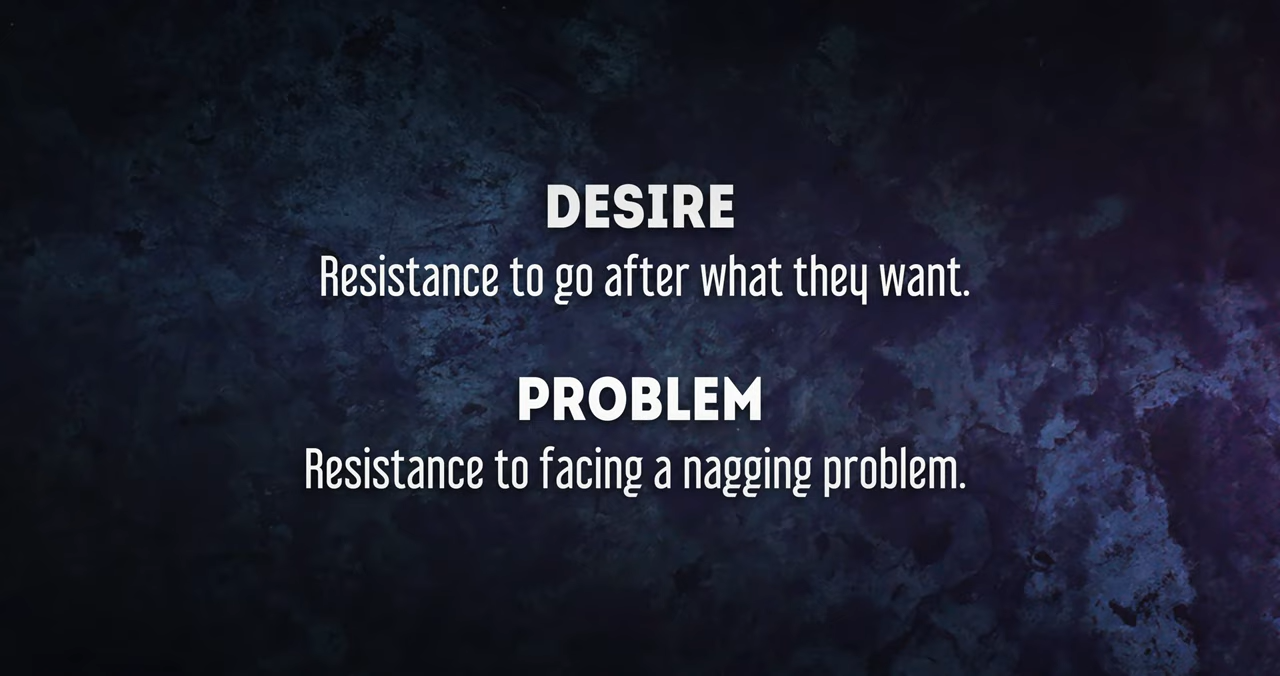 DESIRE
Resistance to go after what they want.
PROBLEM
Resistance to facing a nagging problem.